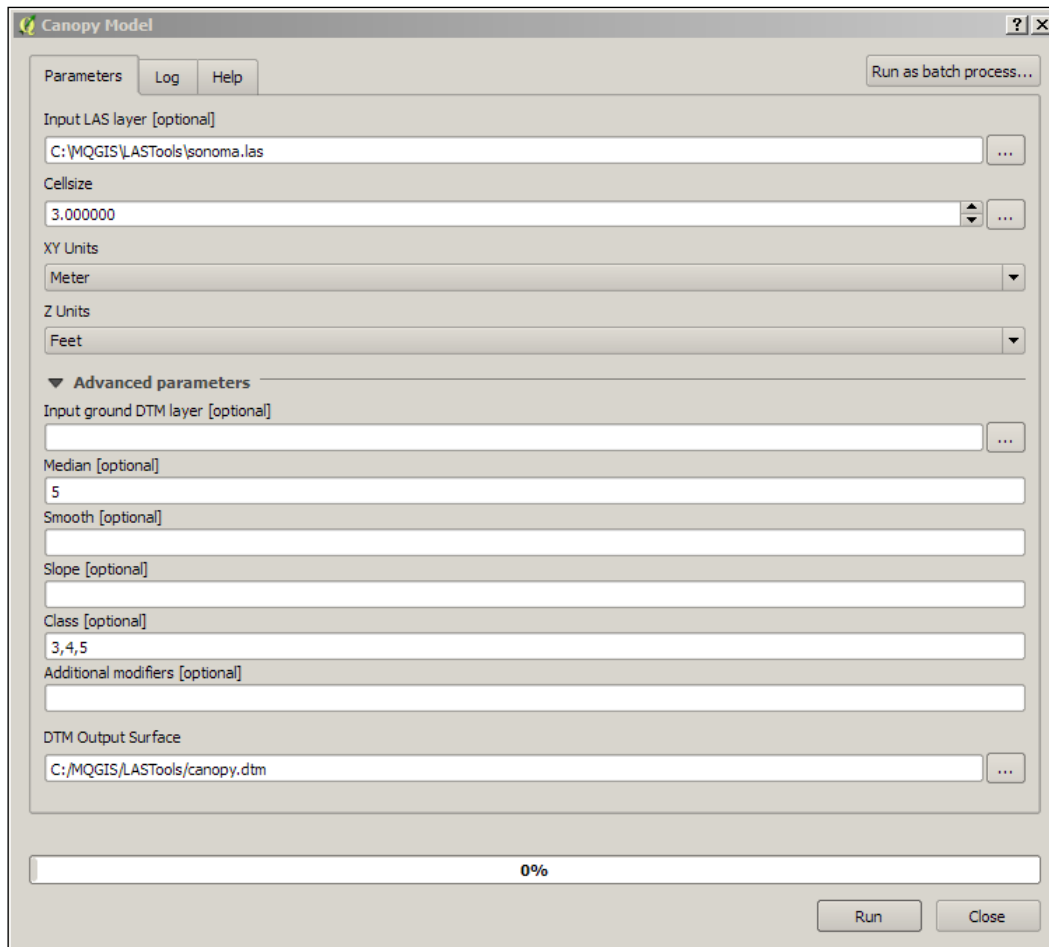 Canopy Model
? X
Parameters Log Help Run as batch process...
Input LAS layer [optional]
C:\MQGIS\LASTools\sonoma.las ...
Cellsize
3.000000 ...
XY Units
Meter
Z Units
Feet
Advanced parameters
Input ground DTM layer [optional]
...
Median [optional]
5
Smooth [optional]
Slope [optional]
Class [optional]
3,4,5
Additional modifiers [optional]
DTM Output Surface
C:/MQGIS/LASTools/canopy.dtm ...
0%
Run Close